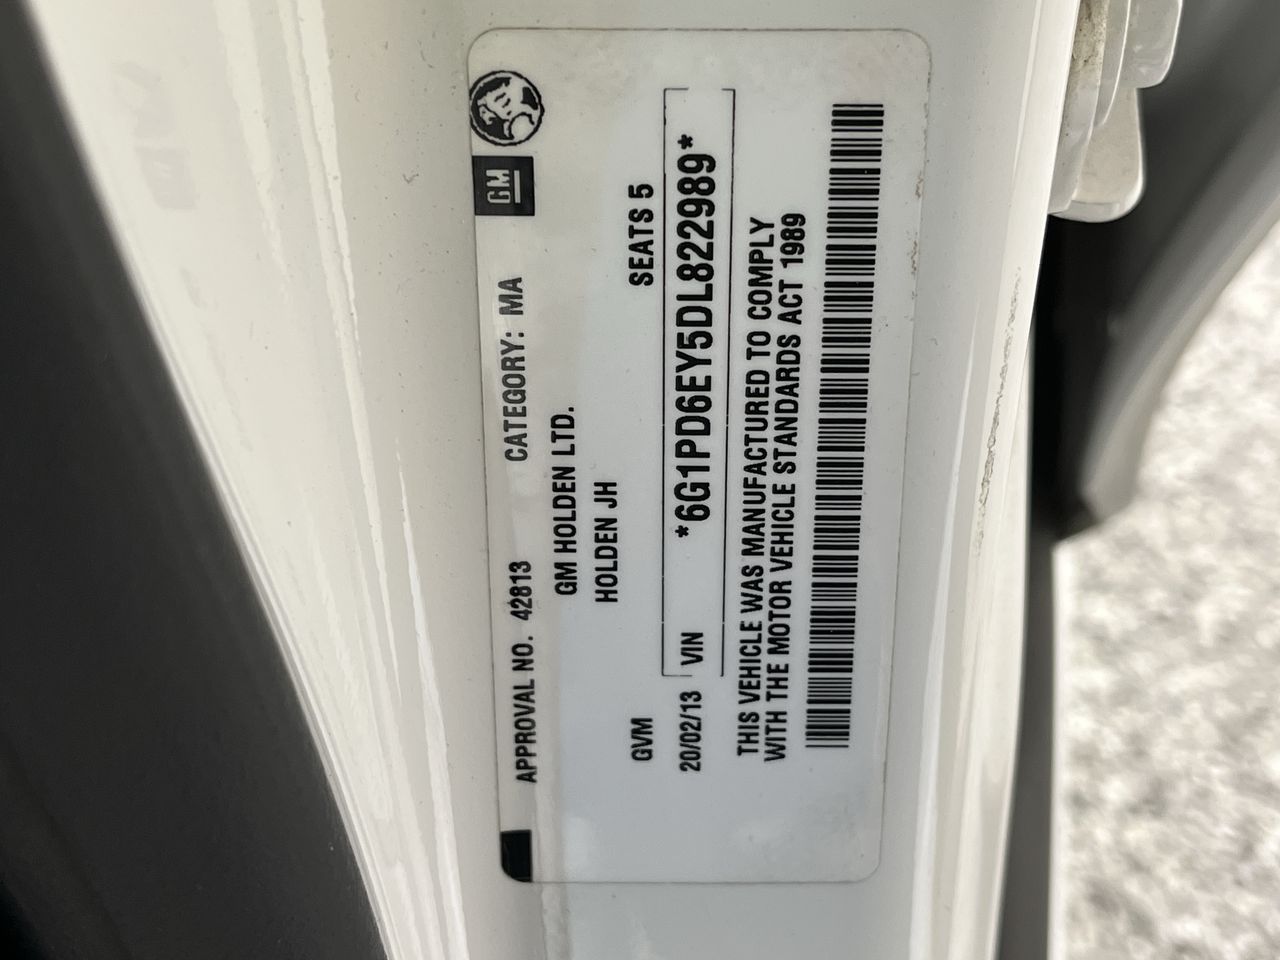 APPROVAL NO. 42813 CATEGORY: MA GM
GM HOLDEN LTD.
HOLDEN JH
GVM SEATS 5
20/02/13 VIN *6G1PD6EY5DL822989*
THIS VEHICLE WAS MANUFACTURED TO COMPLY
WITH THE MOTOR VEHICLE STANDARDS ACT 1989